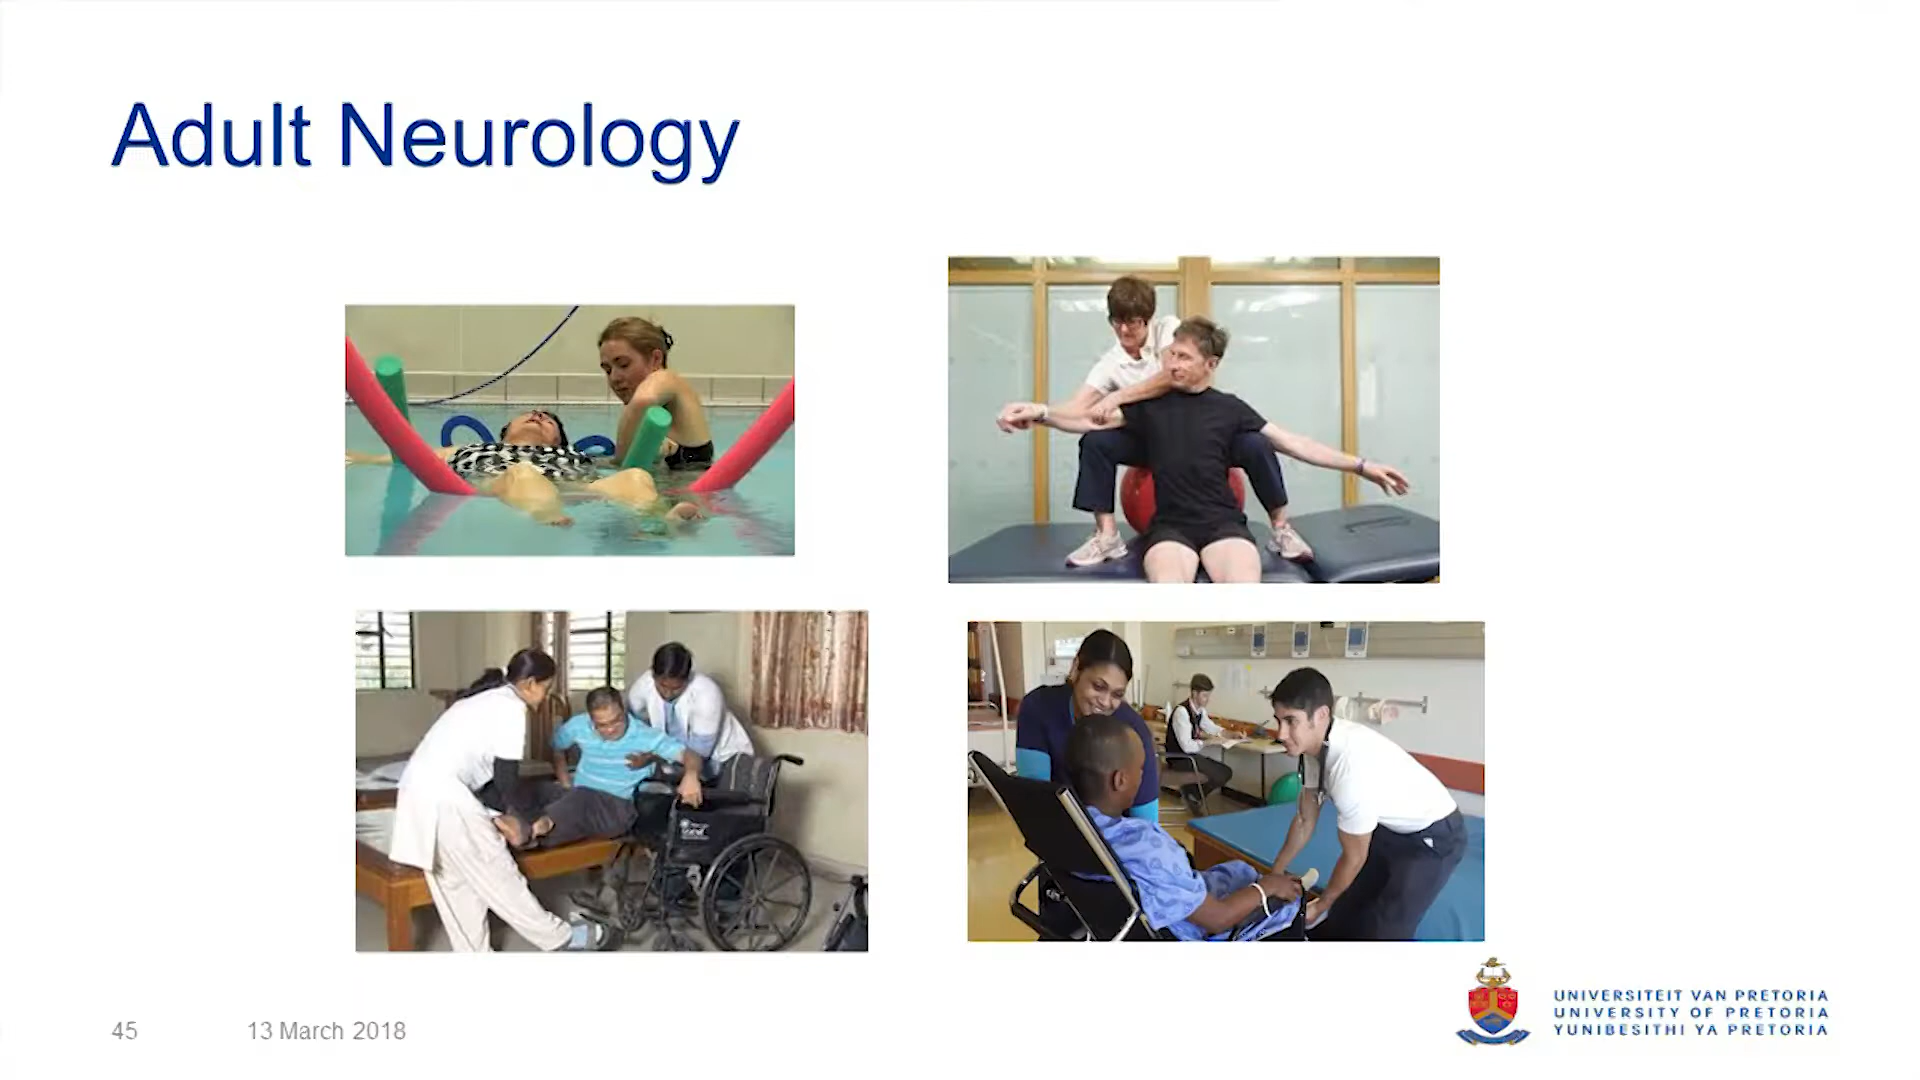 Adult Neurology
45
13 March 2018
UNIVERSITEIT VAN PRETORIA
UNIVERSITY OF PRETORIA
YUNIBESITHI YA PRETORIA